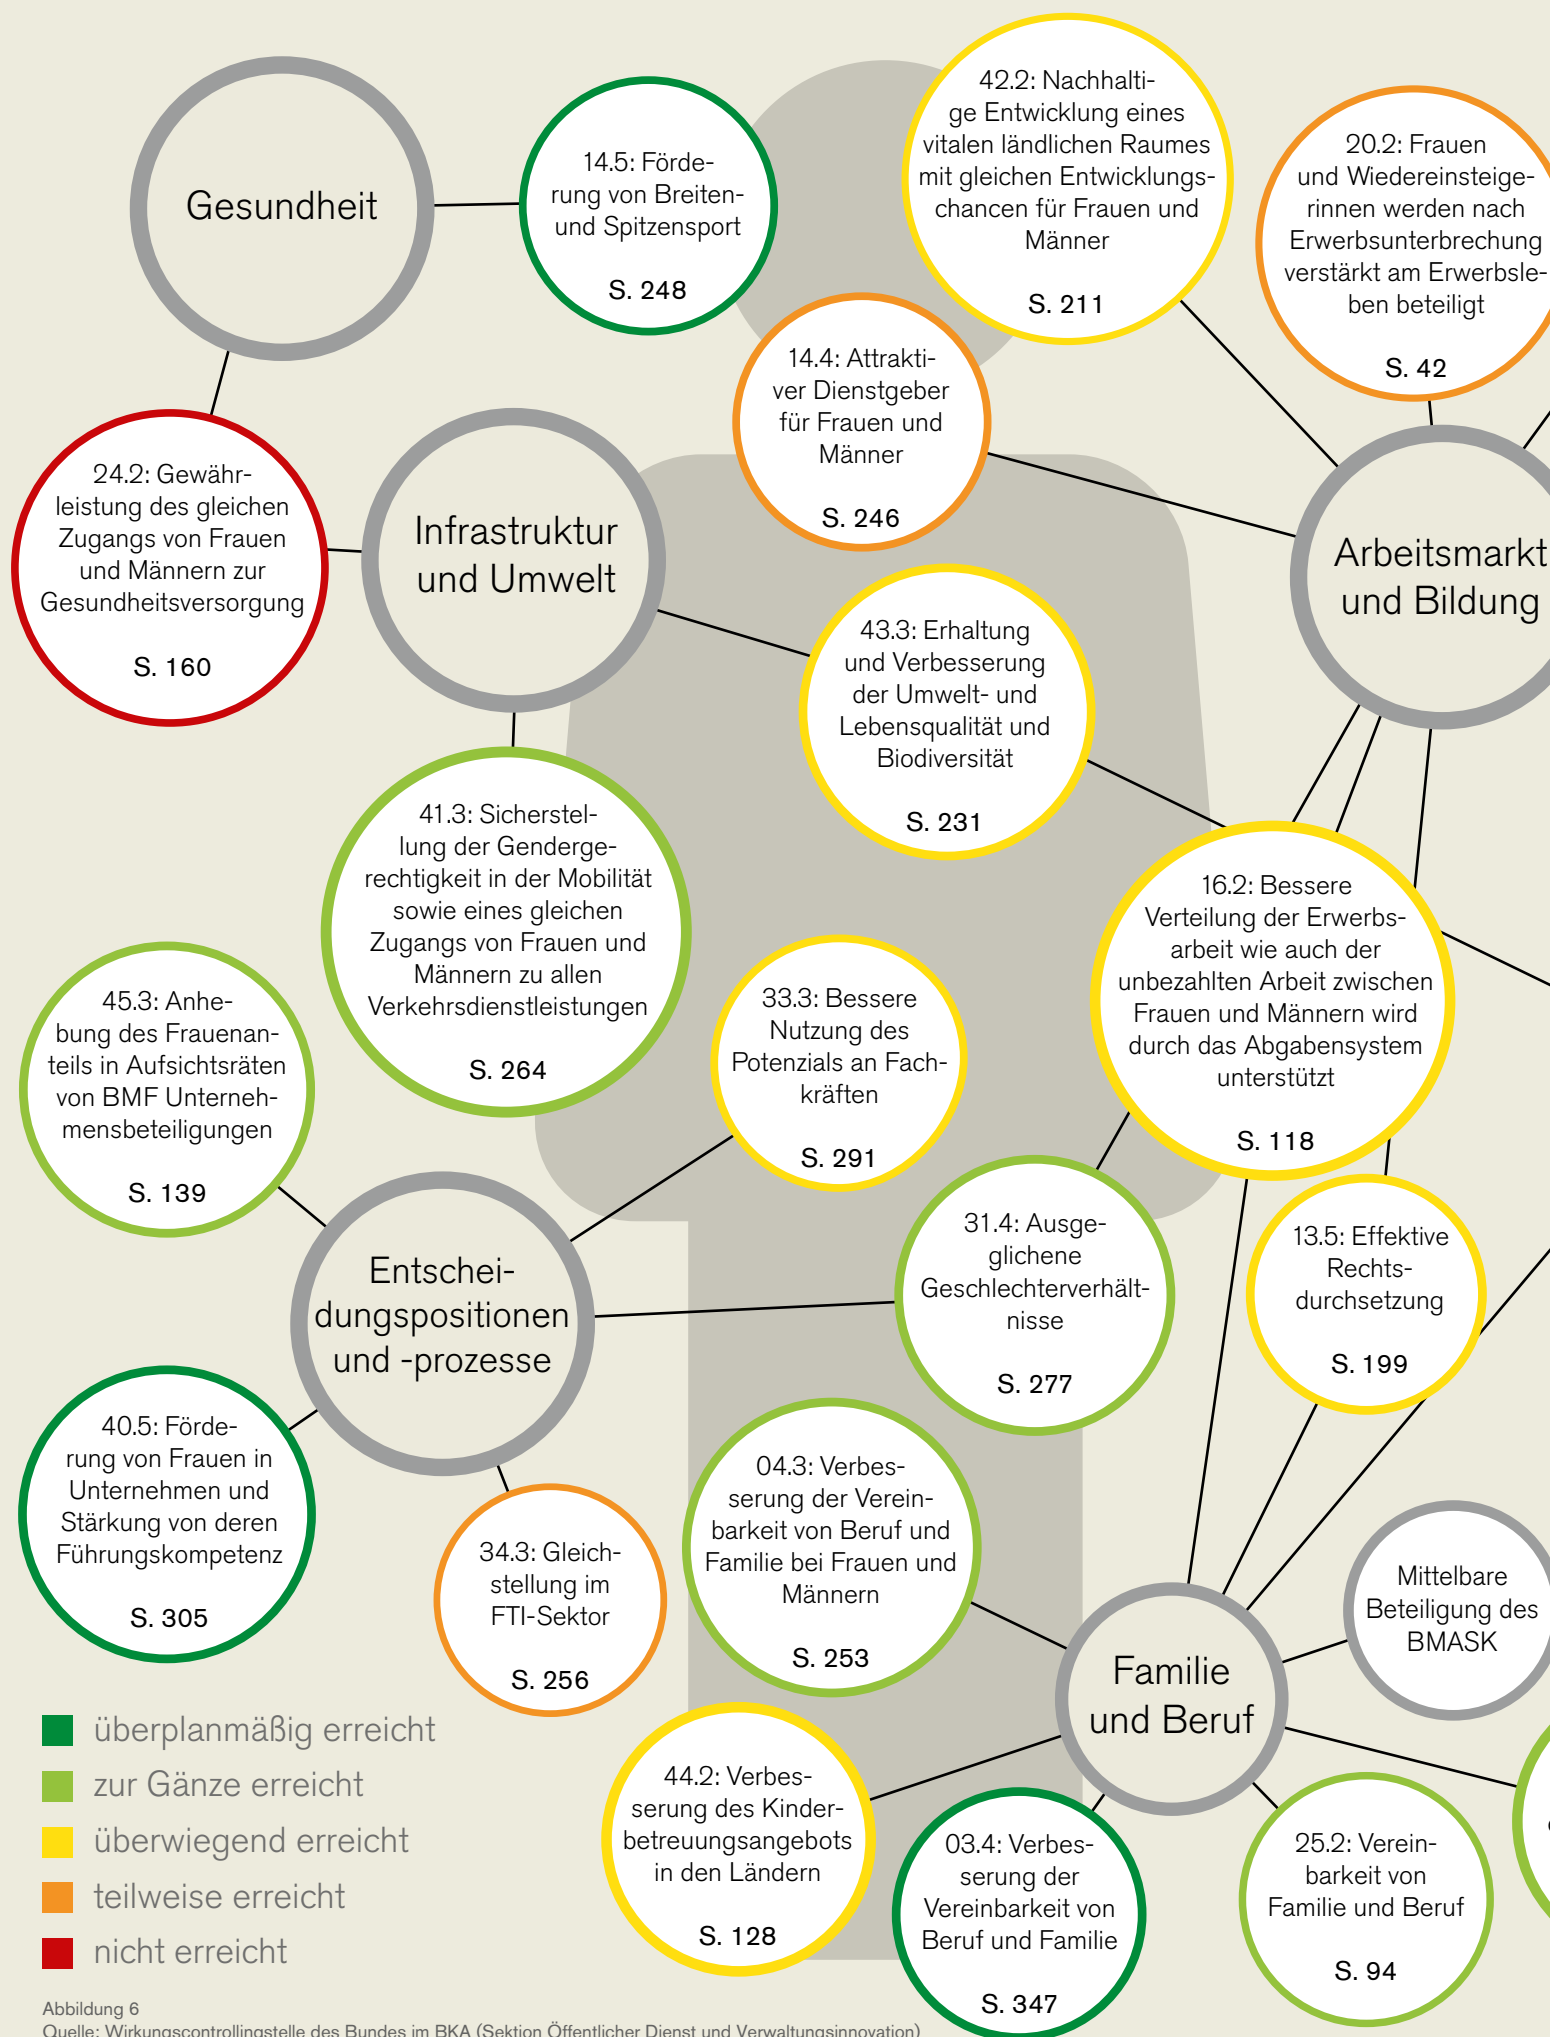 Gesundheit
14.5: Förde-
rung von Breiten-
und Spitzensport
S. 248
42.2: Nachhalti-
ge Entwicklung eines
vitalen ländlichen Raumes
mit gleichen Entwicklungs-
chancen für Frauen und
Männer
S. 211
20.2: Frauen
und Wiedereinsteige-
rinnen werden nach
Erwerbsunterbrechung
verstärkt am Erwerbsle-
ben beteiligt
S. 42
14.4: Attrakti-
ver Dienstgeber
für Frauen und
Männer
S. 246
24.2: Gewähr-
leistung des gleichen
Zugangs von Frauen
und Männern zur
Gesundheitsversorgung
S. 160
Infrastruktur
und Umwelt
Arbeitsmarkt
und Bildung
43.3: Erhaltung
und Verbesserung
der Umwelt- und
Lebensqualität und
Biodiversität
S. 231
41.3: Sicherstel-
lung der Genderge-
rechtigkeit in der Mobilität
sowie eines gleichen
Zugangs von Frauen und
Männern zu allen
Verkehrsdienstleistungen
S. 264
16.2: Bessere
Verteilung der Erwerbs-
arbeit wie auch der
unbezahlten Arbeit zwischen
Frauen und Männern wird
durch das Abgabensystem
unterstützt
S. 118
45.3: Anhe-
bung des Frauenan-
teils in Aufsichtsräten
von BMF Unterneh-
mensbeteiligungen
S. 139
33.3: Bessere
Nutzung des
Potenzials an Fach-
kräften
S. 291
31.4: Ausge-
glichene
Geschlechterverhält-
nisse
S. 277
13.5: Effektive
Rechts-
durchsetzung
S. 199
Entschei-
dungspositionen
und -prozesse
40.5: Förde-
rung von Frauen in
Unternehmen und
Stärkung von deren
Führungskompetenz
S. 305
34.3: Gleich-
stellung im
FTI-Sektor
S. 256
04.3: Verbes-
serung der Verein-
barkeit von Beruf und
Familie bei Frauen und
Männern
S. 253
Mittelbare
Beteiligung des
BMASK
Familie
und Beruf
44.2: Verbes-
serung des Kinder-
betreuungsangebots
in den Ländern
S. 128
03.4: Verbes-
serung der
Vereinbarkeit von
Beruf und Familie
S. 347
25.2: Verein-
barkeit von
Familie und Beruf
S. 94
überplanmäßig erreicht
zur Gänze erreicht
überwiegend erreicht
teilweise erreicht
nicht erreicht
Abbildung 6
Quelle: Wirkungscontrollingstelle des Bundes im BKA (Sektion Öffentlicher Dienst und Verwaltungsinnovation)